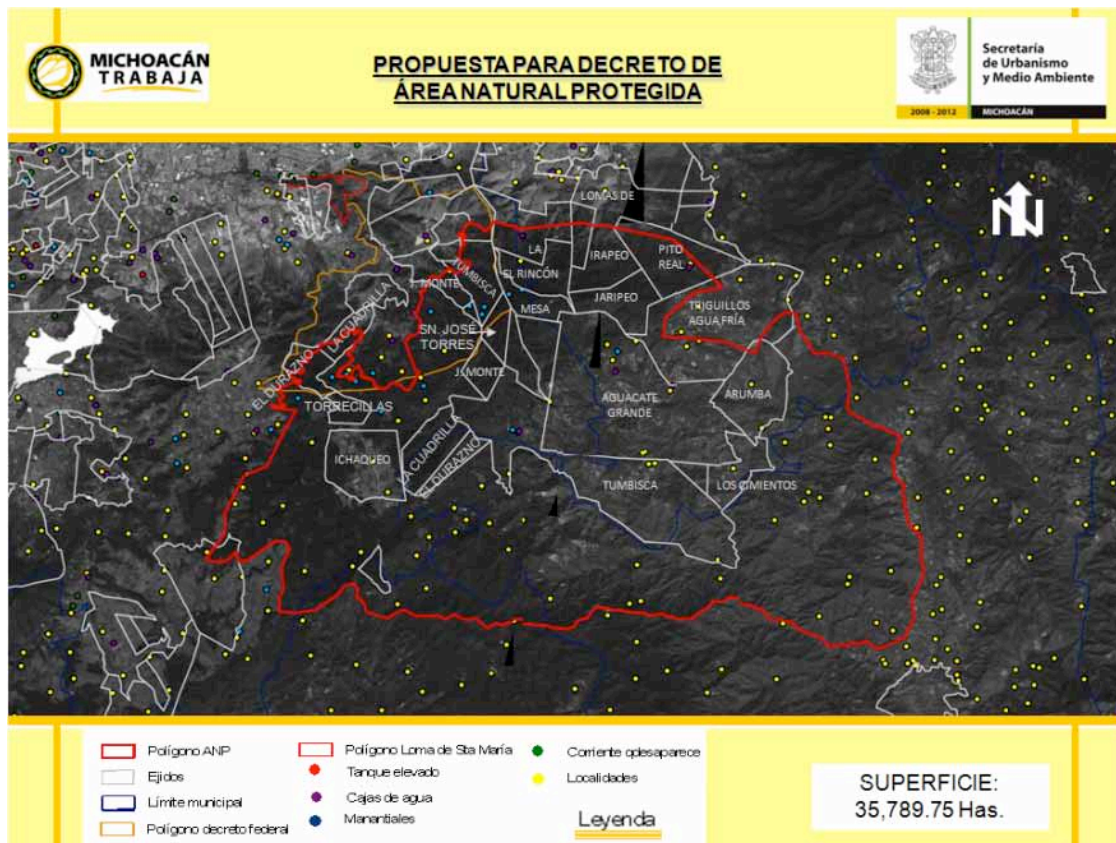 MICHOACÁN
TRABAJA
PROPUESTA PARA DECRETO DE
ÁREA NATURAL PROTEGIDA
Secretaría
de Urbanismo
y Medio Ambiente
2008 - 2012
MICHOACÁN
LOMAS DE
LA
IRAPEO
PITO
REAL
TUMBISCA
EL RINCÓN
J. MONTE
MESA
JARIPEO
TRIGUILLOS
AGUA FRÍA
LA CUADRILLA
SN. JOSÉ
TORRES
EL DURAZNO
J. MONTE
TORRECILLAS
AGUACATE
GRANDE
ARUMBA
ICHAQUEO
LA CUADRILLA
EL DURAZNO
TUMBISCA
LOS CIMIENTOS
N
Polígono ANP
Ejidos
Límite municipal
Polígono decreto federal
Polígono Loma de Sta María
Tanque elevado
Cajas de agua
Manantiales
Corriente qdesaparece
Localidades
Leyenda
SUPERFICIE:
35,789.75 Has.